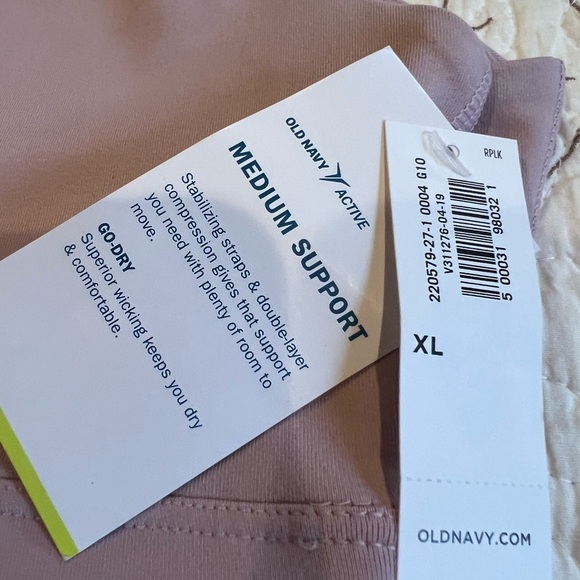 OLD NAVY ACTIVE
MEDIUM SUPPORT
Stabilizing straps & double-layer
compression gives that support
you need with plenty of room to
move.
GO-DRY
Superior wicking keeps you dry
& comfortable.
RPLK
220579-27-1 0004 G10
V311276-04-19
5 00031 98032 1
XL
OLDNAVY.COM